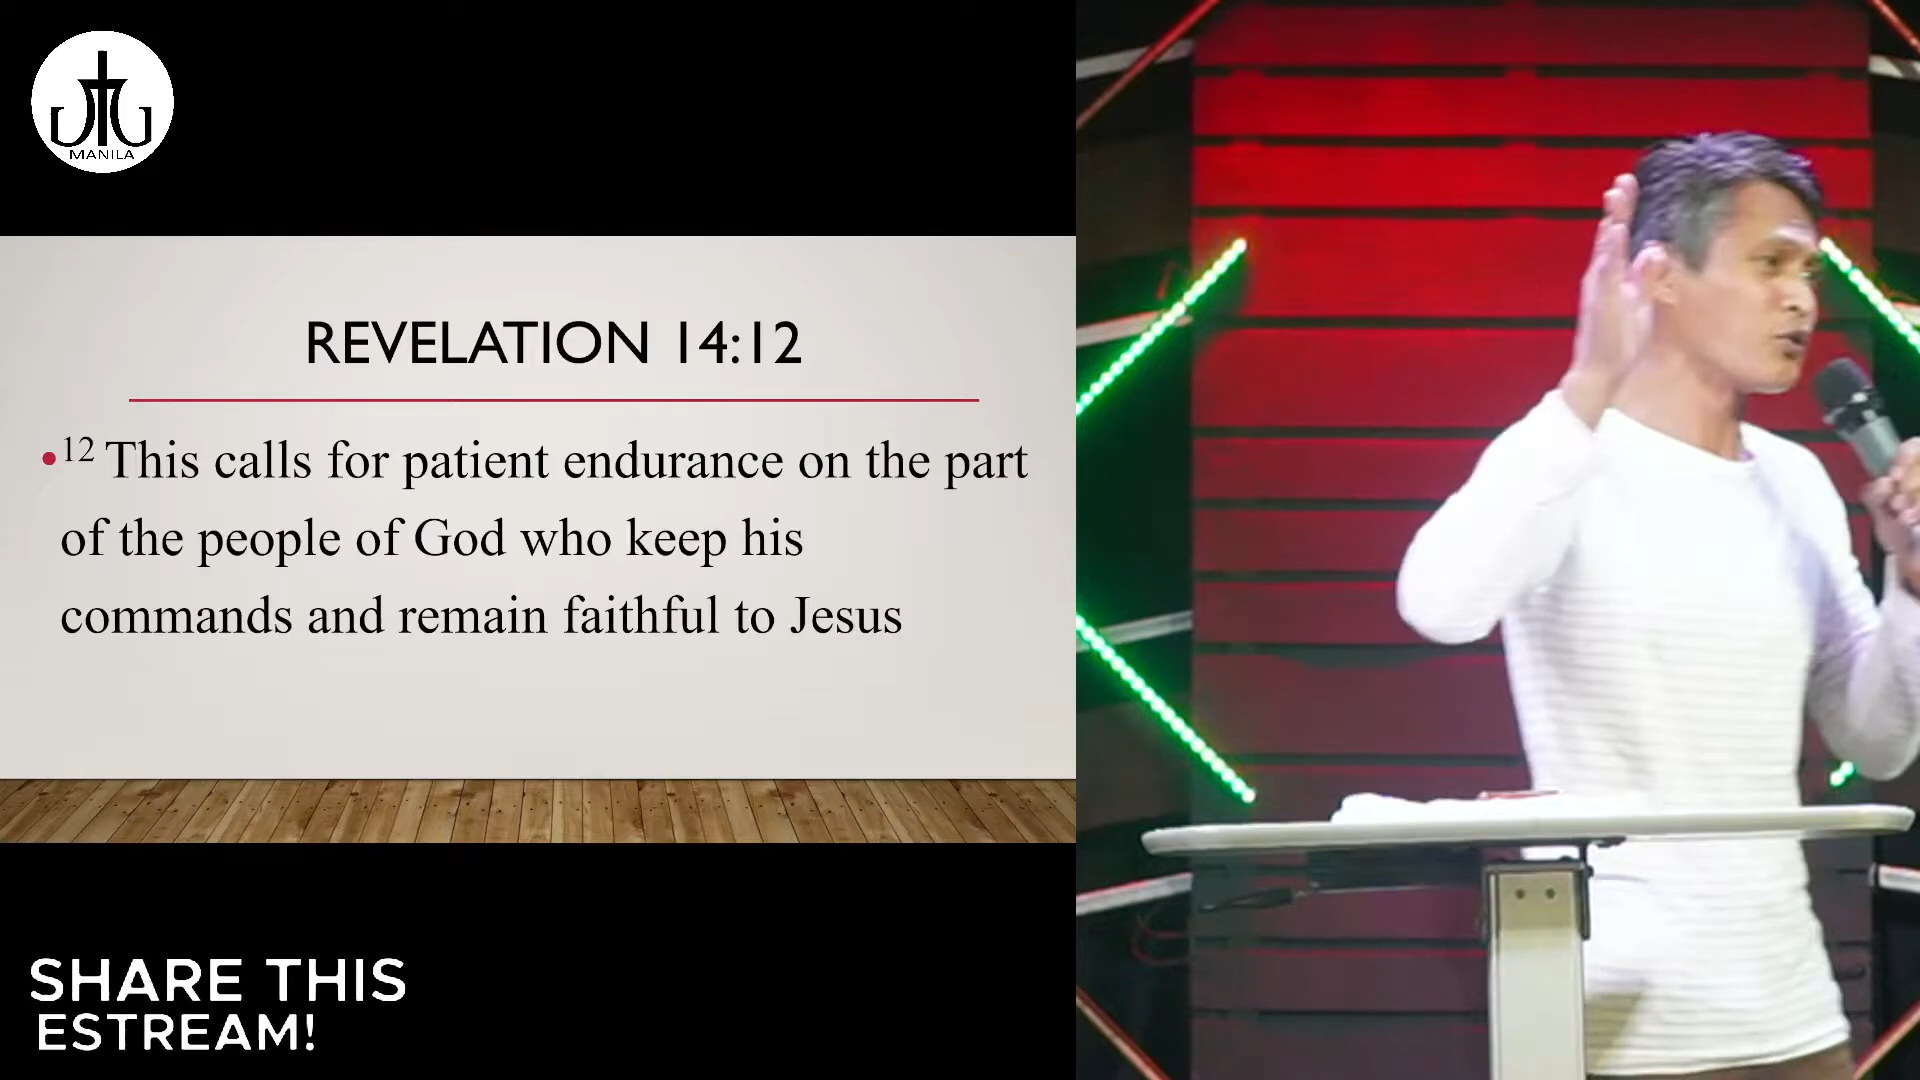 JTG
MANILA
REVELATION 14:12
•12 This calls for patient endurance on the part
of the people of God who keep his
commands and remain faithful to Jesus
SHARE THIS
ESTREAM!